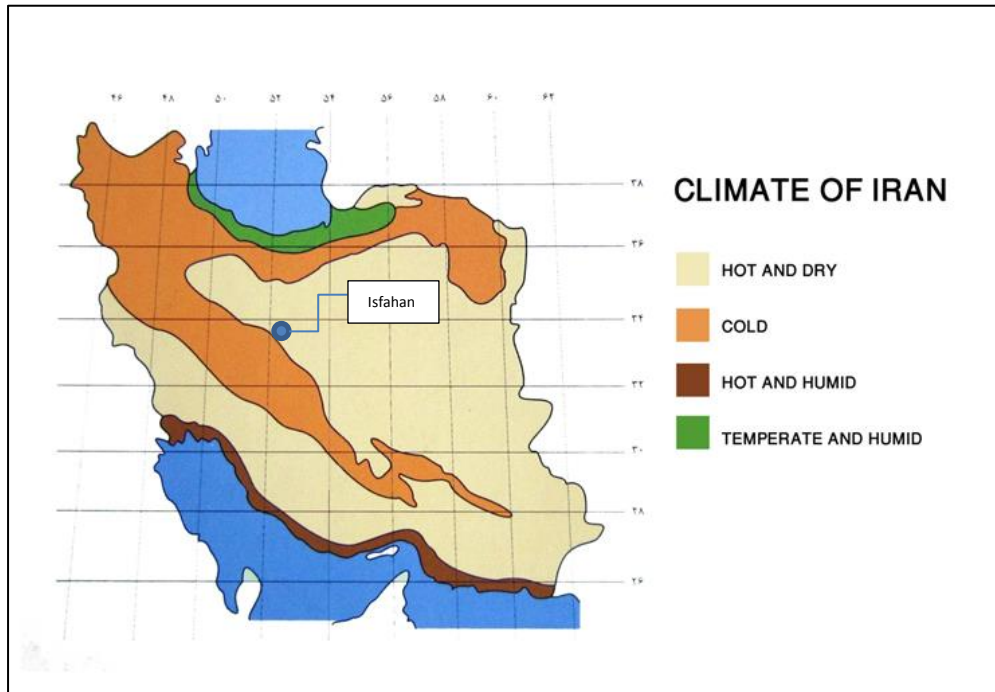 ۴۶ ۴۸ ۵۰ ۵۲ ۵۴ ۵۶ ۵۸ ۶۰ ۶۲
۳۸
CLIMATE OF IRAN
۳۶
HOT AND DRY
Isfahan
۳۴
COLD
۳۲
HOT AND HUMID
TEMPERATE AND HUMID
۳۰
۲۸
۲۶